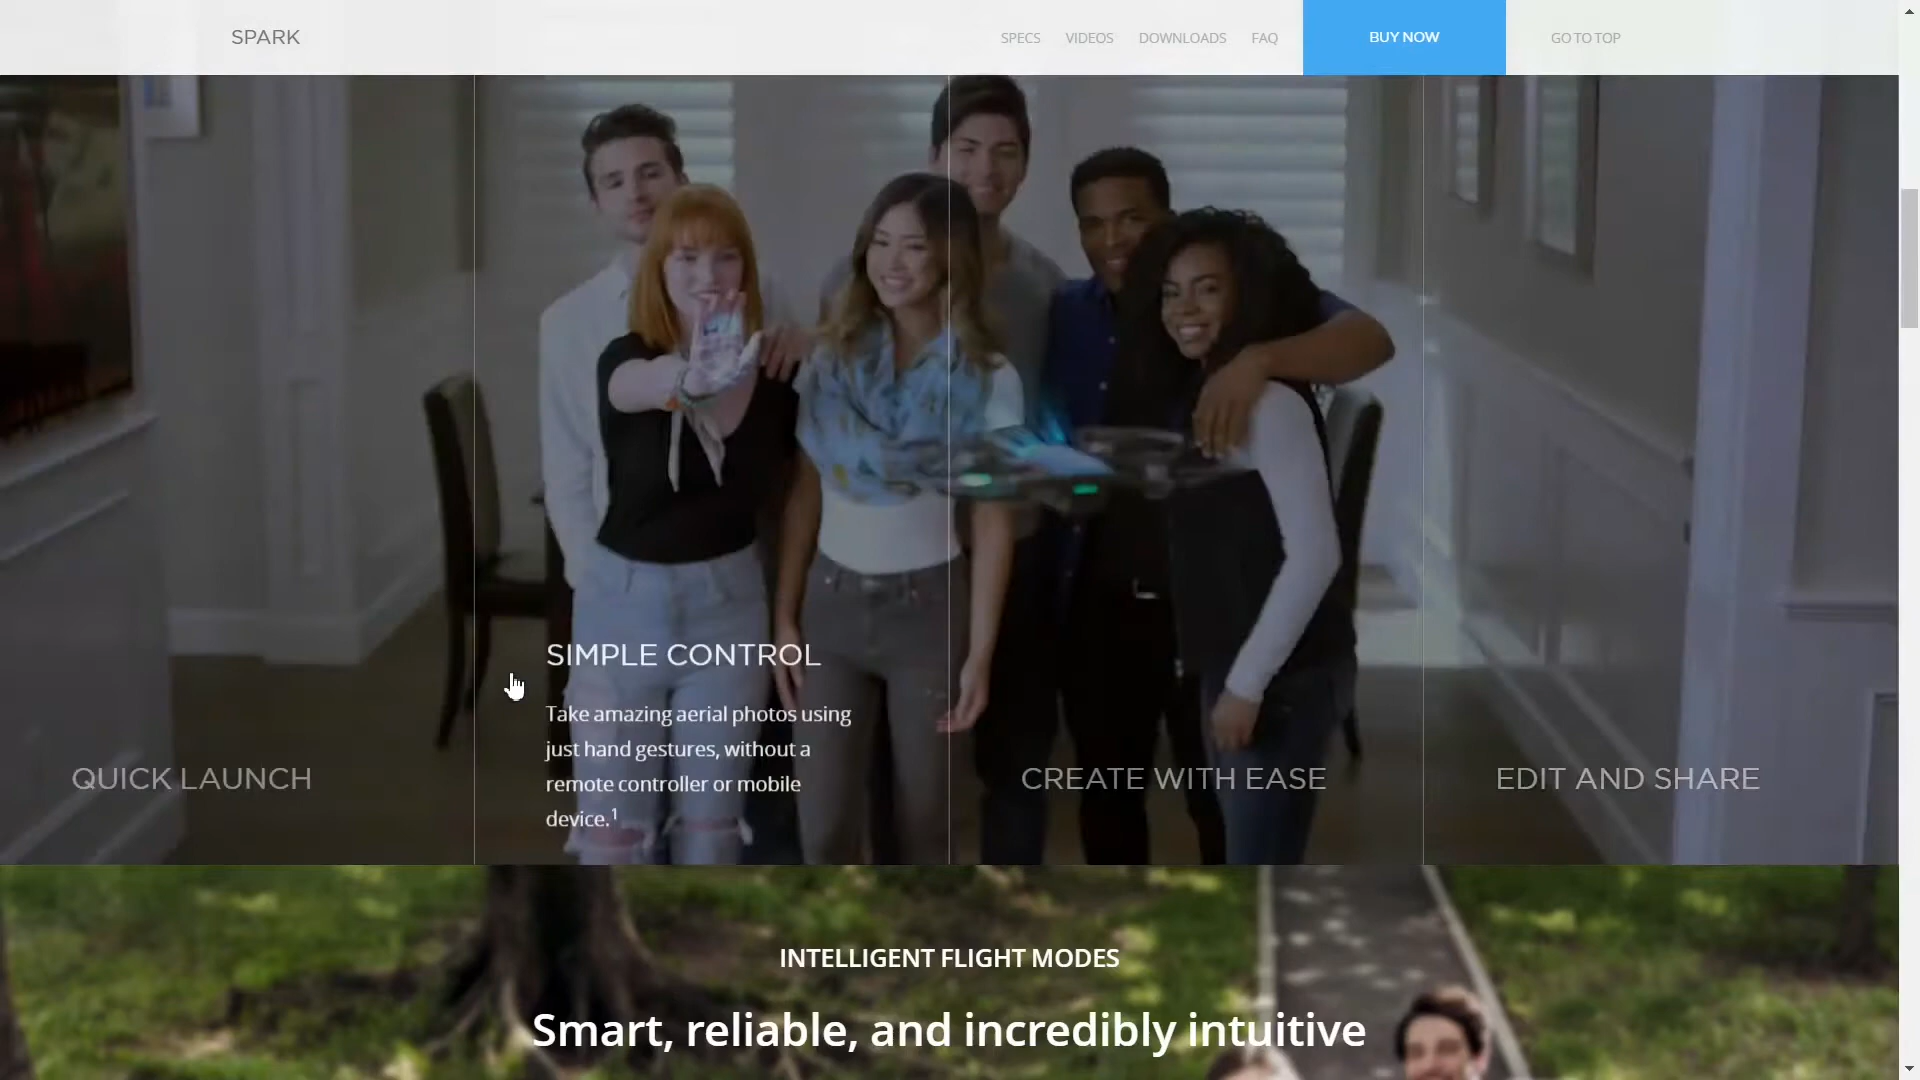 SPARK
SPECS
VIDEOS
DOWNLOADS
FAQ
BUY NOW
GO TO TOP
QUICK LAUNCH
SIMPLE CONTROL
Take amazing aerial photos using
just hand gestures, without a
remote controller or mobile
device.1
CREATE WITH EASE
EDIT AND SHARE
INTELLIGENT FLIGHT MODES
Smart, reliable, and incredibly intuitive